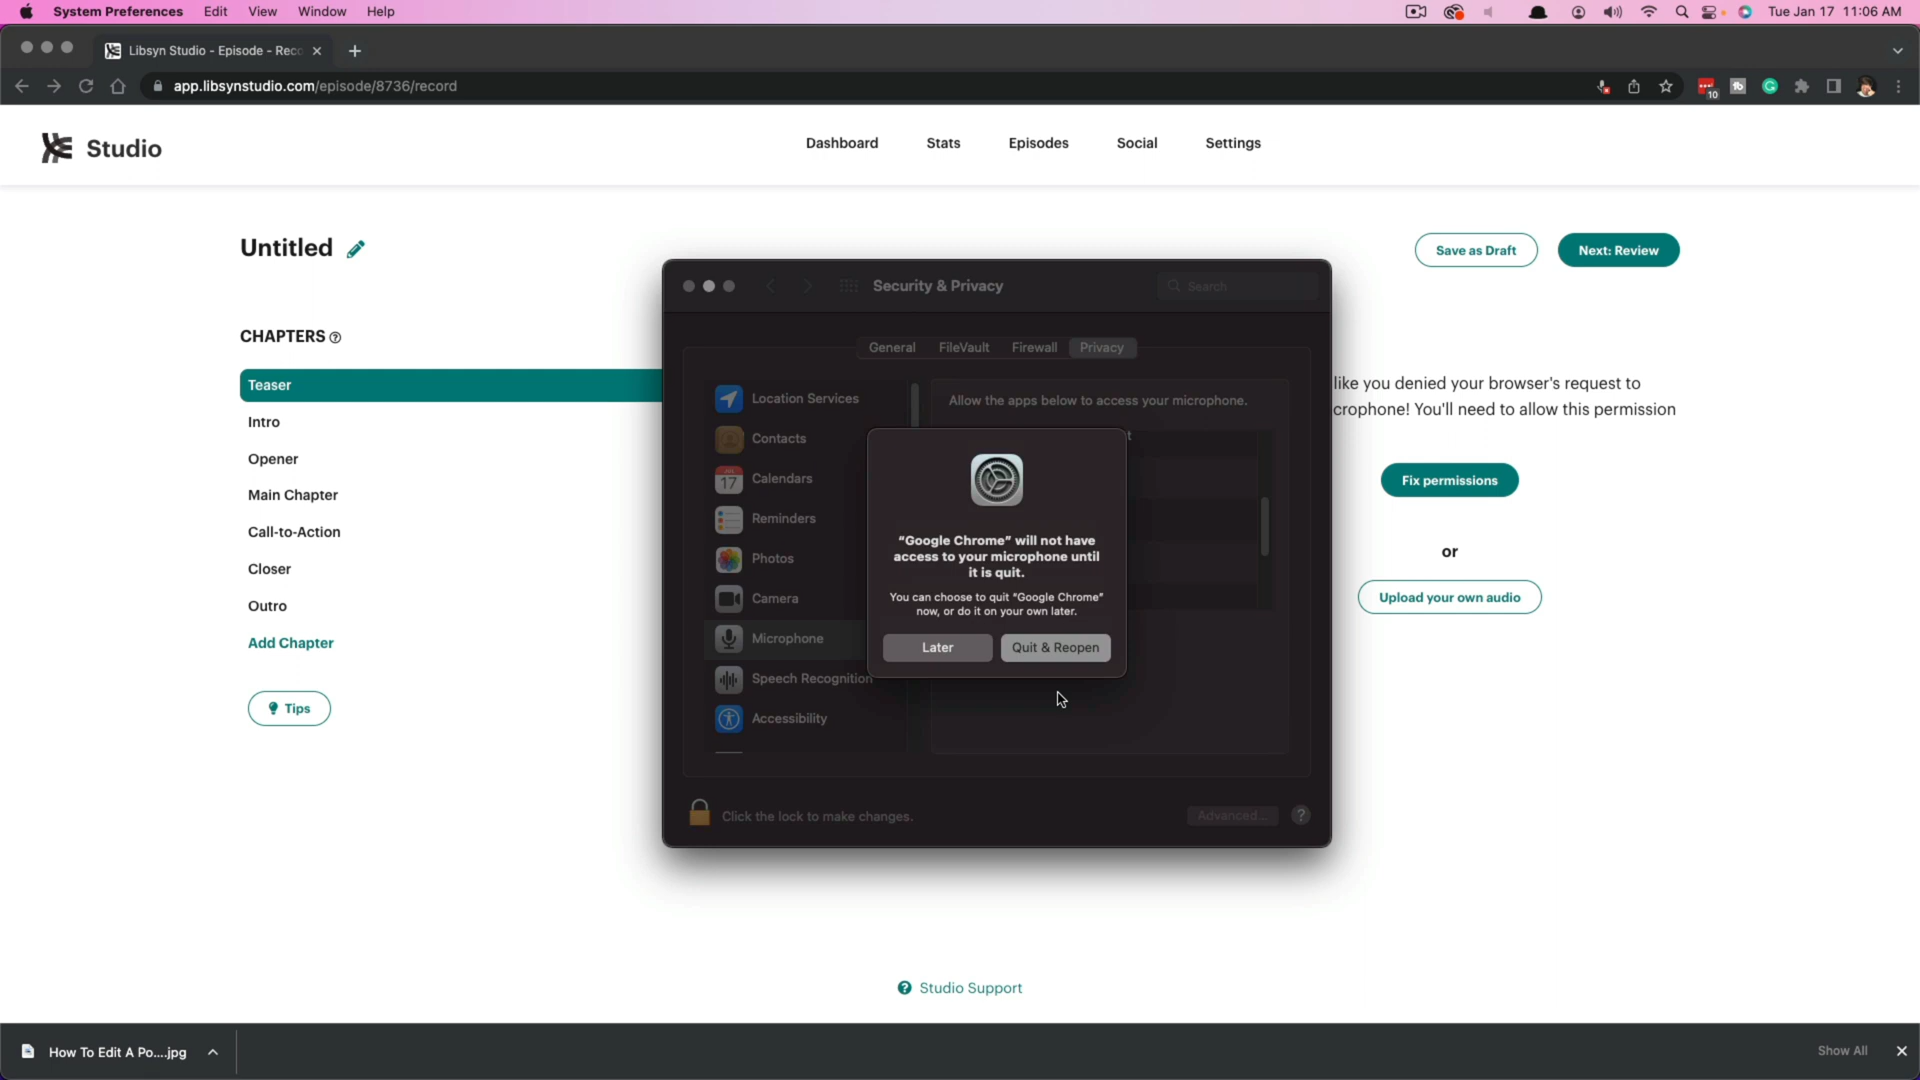 System Preferences Edit View Window Help
Tue Jan 17 11:06 AM
Libsyn Studio - Episode - Reco
app.libsynstudio.com/episode/8736/record
10
Studio
Dashboard Stats Episodes Social Settings
Untitled
Save as Draft
Next: Review
CHAPTERS
Teaser
Intro
Opener
Main Chapter
Call-to-Action
Closer
Outro
Add Chapter
Tips
Security & Privacy
Search
General FileVault Firewall Privacy
Location Services
Contacts
Calendars
Reminders
Photos
Camera
Microphone
Speech Recognition
Accessibility
17
Allow the apps below to access your microphone.
“Google Chrome” will not have
access to your microphone until
it is quit.
You can choose to quit “Google Chrome”
now, or do it on your own later.
Later
Quit & Reopen
Click the lock to make changes.
Advanced...
?
like you denied your browser's request to
crophone! You'll need to allow this permission
Fix permissions
or
Upload your own audio
Studio Support
How To Edit A Po....jpg
Show All